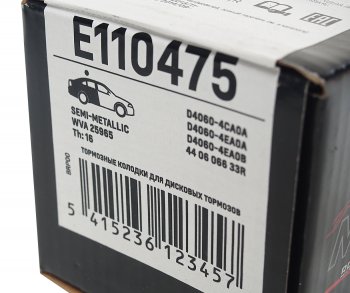 E110475
SEMI-METALLIC
WVA 25965
Th: 16
D4060-4CA0A
D4060-4EA0A
D4060-4EA0B
44 06 066 33R
BRP00
ТОРМОЗНЫЕ КОЛОДКИ ДЛЯ ДИСКОВЫХ ТОРМОЗОВ
5 415236 123457